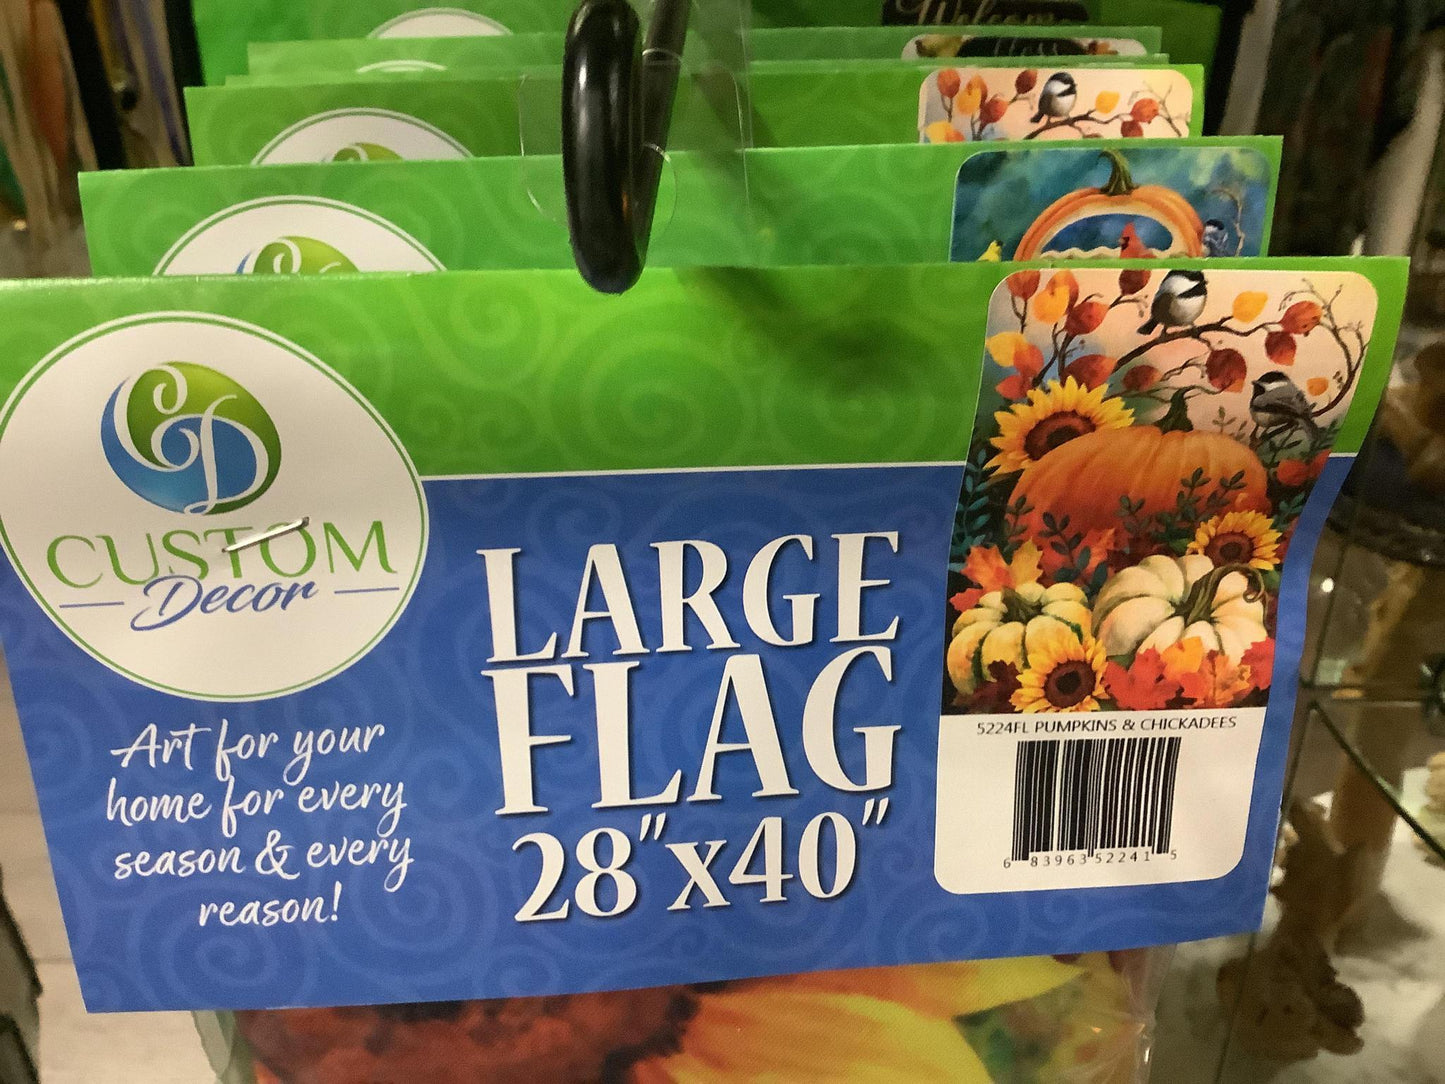 Welcome
CD
CUSTOM
Decor
Art for your
home for every
season & every
reason!
LARGE
FLAG
28"x40"
5224FL PUMPKINS & CHICKADEES
6 83963 52241 5